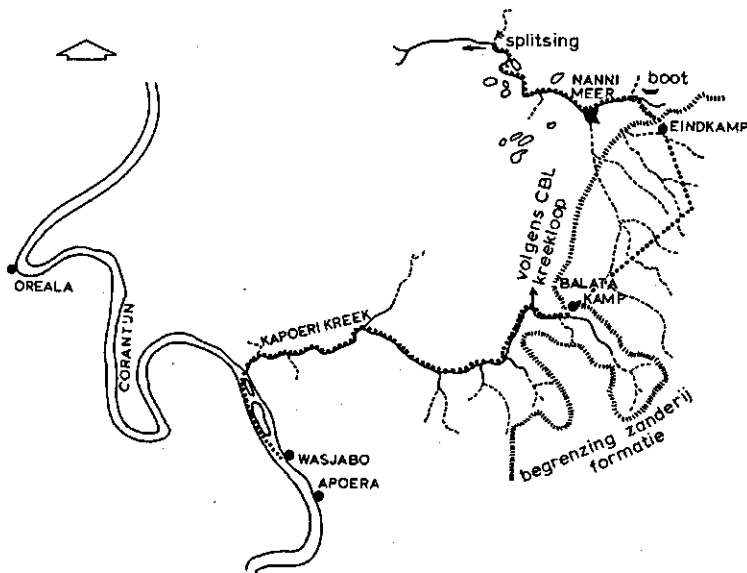 splitsing
NANNI
MEER
boot
EINDKAMP
volgens CBL
kreekloop
OREALA
BALATA
KAMP
CORANTIJN
KAPOERI KREEK
WASJABO
APOERA
begrenzing zanderij
formatie